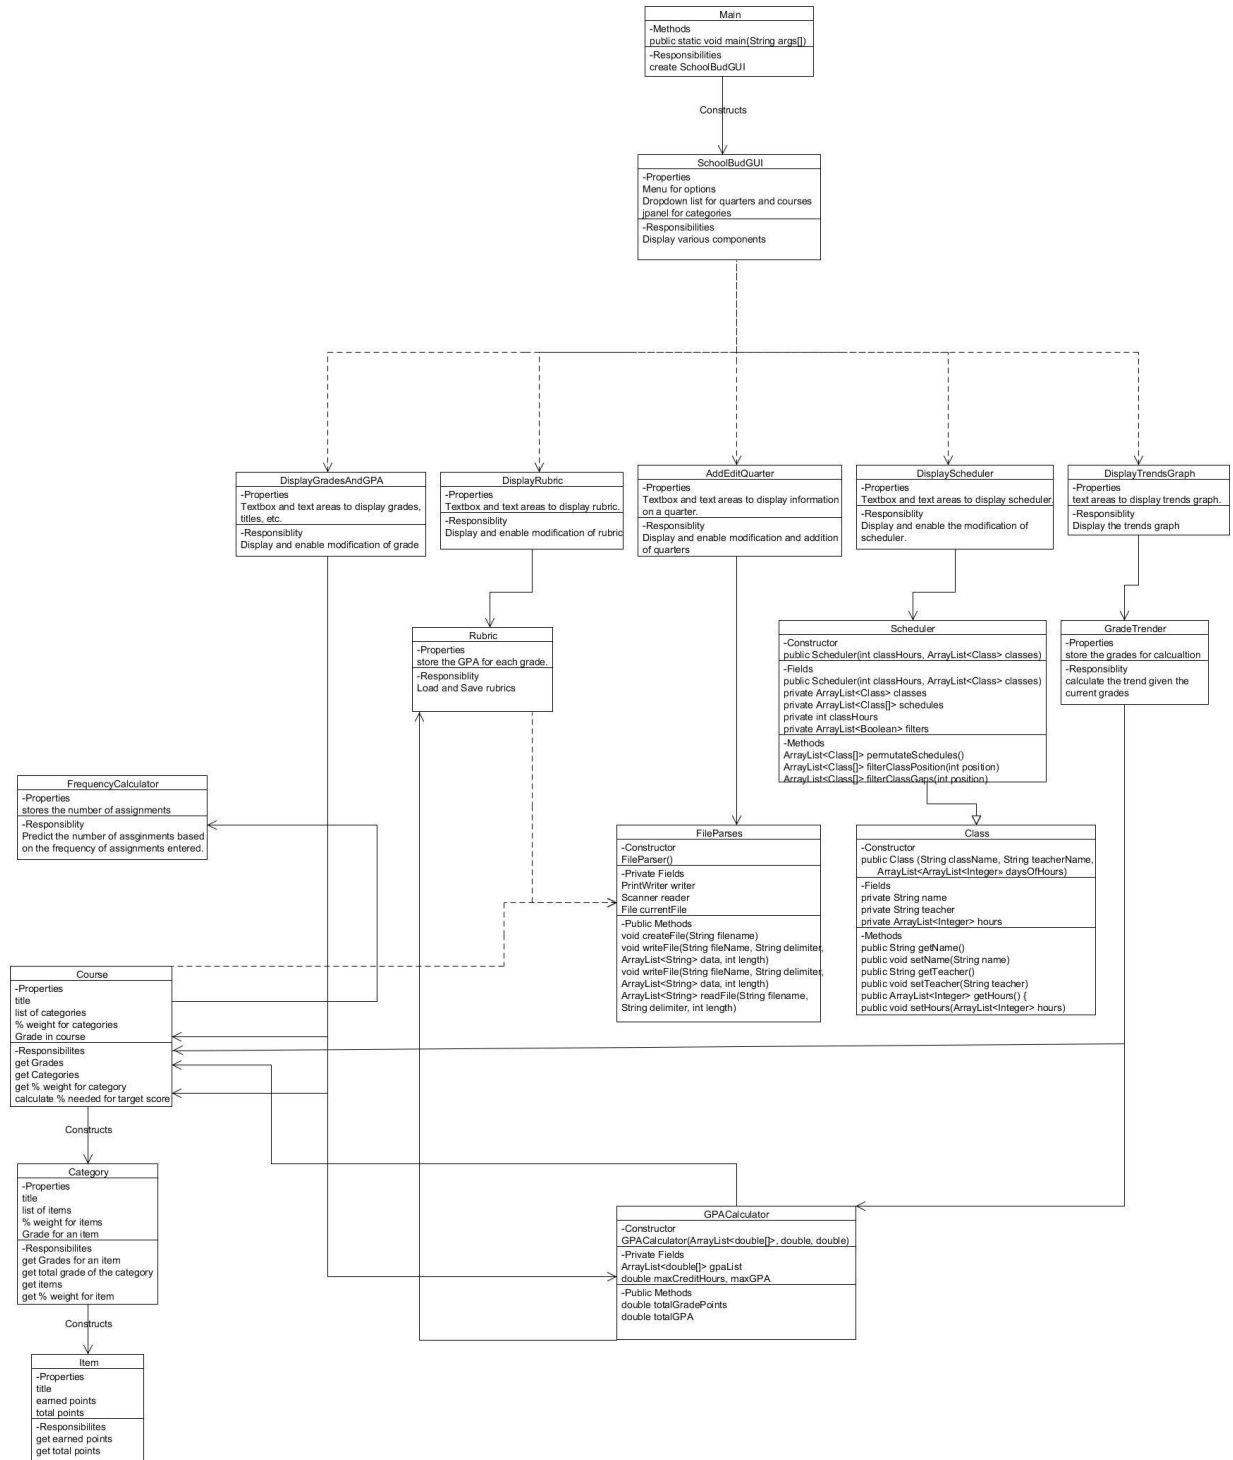 Main
-Methods
public static void main(String args[])
-Responsibilities
create SchoolBudGUI
Constructs
SchoolBudGUI
-Properties
Menu for options
Dropdown list for quarters and courses
jpanel for categories
-Responsibilities
Display various components
DisplayGradesAndGPA
-Properties
Textbox and text areas to display grades,
titles, etc.
-Responsiblity
Display and enable modification of grade
DisplayRubric
-Properties
Textbox and text areas to display rubric.
-Responsiblity
Display and enable modification of rubric
AddEditQuarter
-Properties
Textbox and text areas to display information
on a quarter.
-Responsiblity
Display and enable modification and addition
of quarters
DisplayScheduler
-Properties
Textbox and text areas to display scheduler.
-Responsiblity
Display and enable the modification of
scheduler.
DisplayTrendsGraph
-Properties
text areas to display trends graph.
-Responsiblity
Display the trends graph
Rubric
-Properties
store the GPA for each grade.
-Responsiblity
Load and Save rubrics
Scheduler
-Constructor
public Scheduler(int classHours, ArrayList<Class> classes)
-Fields
public Scheduler(int classHours, ArrayList<Class> classes)
private ArrayList<Class> classes
private ArrayList<Class[]> schedules
private int classHours
private ArrayList<Boolean> filters
-Methods
ArrayList<Class[]> permutateSchedules()
ArrayList<Class[]> filterClassPosition(int position)
ArrayList<Class[]> filterClassGaps(int position)
GradeTrender
-Properties
store the grades for calcualtion
-Responsiblity
calculate the trend given the
current grades
FrequencyCalculator
-Properties
stores the number of assignments
-Responsiblity
Predict the number of assginments based
on the frequency of assignments entered.
FileParses
-Constructor
FileParser()
-Private Fields
PrintWriter writer
Scanner reader
File currentFile
-Public Methods
void createFile(String filename)
void writeFile(String fileName, String delimiter,
ArrayList<String> data, int length)
void writeFile(String fileName, String delimiter,
ArrayList<String> data, int length)
ArrayList<String> readFile(String filename,
String delimiter, int length)
Class
-Constructor
public Class (String className, String teacherName,
ArrayList<ArrayList<Integer>> daysOfHours)
-Fields
private String name
private String teacher
private ArrayList<Integer> hours
-Methods
public String getName()
public void setName(String name)
public String getTeacher()
public void setTeacher(String teacher)
public ArrayList<Integer> getHours() {
public void setHours(ArrayList<Integer> hours)
Course
-Properties
title
list of categories
% weight for categories
Grade in course
-Responsibilites
get Grades
get Categories
get % weight for category
calculate % needed for target score
Constructs
Category
-Properties
title
list of items
% weight for items
Grade for an item
-Responsibilites
get Grades for an item
get total grade of the category
get items
get % weight for item
Constructs
GPACalculator
-Constructor
GPACalculator(ArrayList<double[]>, double, double)
-Private Fields
ArrayList<double[]> gpaList
double maxCreditHours, maxGPA
-Public Methods
double totalGradePoints
double totalGPA
Item
-Properties
title
earned points
total points
-Responsibilites
get earned points
get total points